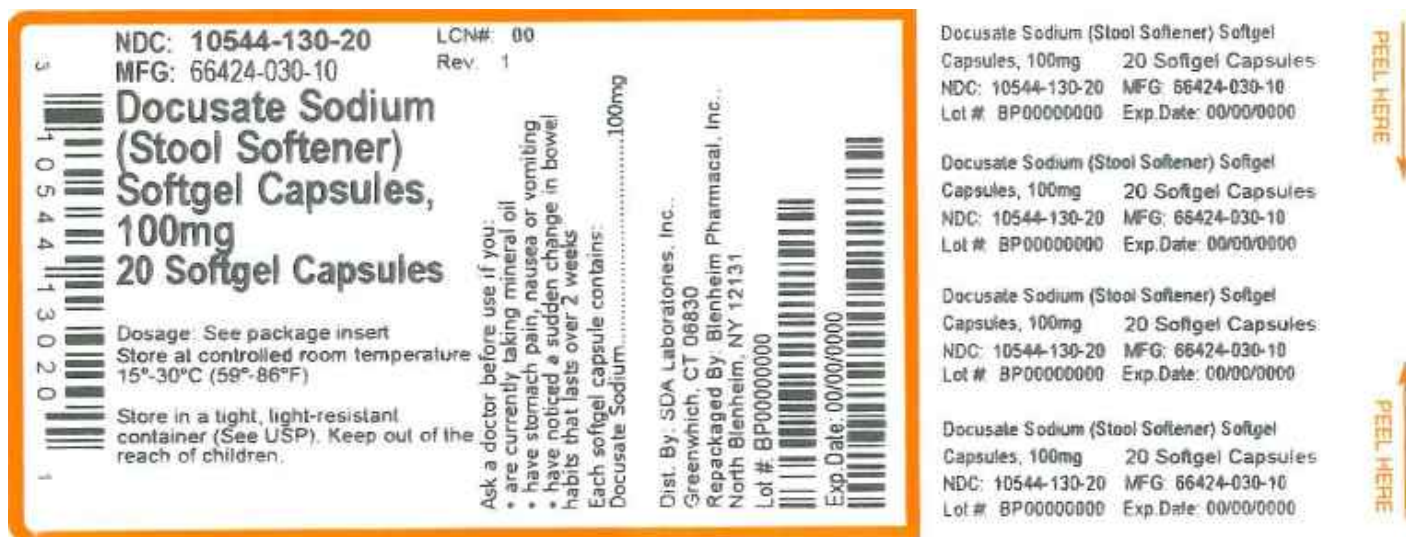 NDC: 10544-130-20
MFG: 66424-030-10
LCN#: 00
Rev. 1
Docusate Sodium
(Stool Softener)
Softgel Capsules,
100mg
20 Softgel Capsules
Dosage: See package insert
Store at controlled room temperature
15°-30°C (59°-86°F)
Store in a tight, light-resistant
container (See USP). Keep out of the
reach of children.
3 10544 13020 1
Ask a doctor before use if you:
• are currently taking mineral oil
• have stomach pain, nausea or vomiting
• have noticed a sudden change in bowel
habits that lasts over 2 weeks
Each softgel capsule contains:
Docusate Sodium..............................100mg
Dist. By: SDA Laboratories, Inc..
Greenwhich, CT 06830
Repackaged By: Blenheim Pharmacal, Inc..
North Blenheim, NY 12131
Lot #: BP00000000
Exp.Date: 00/00/0000
Docusate Sodium (Stool Softener) Softgel
Capsules, 100mg 20 Softgel Capsules
NDC: 10544-130-20 MFG: 66424-030-10
Lot #: BP00000000 Exp.Date: 00/00/0000
Docusate Sodium (Stool Softener) Softgel
Capsules, 100mg 20 Softgel Capsules
NDC: 10544-130-20 MFG: 66424-030-10
Lot #: BP00000000 Exp.Date: 00/00/0000
Docusate Sodium (Stool Softener) Softgel
Capsules, 100mg 20 Softgel Capsules
NDC: 10544-130-20 MFG: 66424-030-10
Lot #: BP00000000 Exp.Date: 00/00/0000
Docusate Sodium (Stool Softener) Softgel
Capsules, 100mg 20 Softgel Capsules
NDC: 10544-130-20 MFG: 66424-030-10
Lot #: BP00000000 Exp.Date: 00/00/0000
PEEL HERE
PEEL HERE